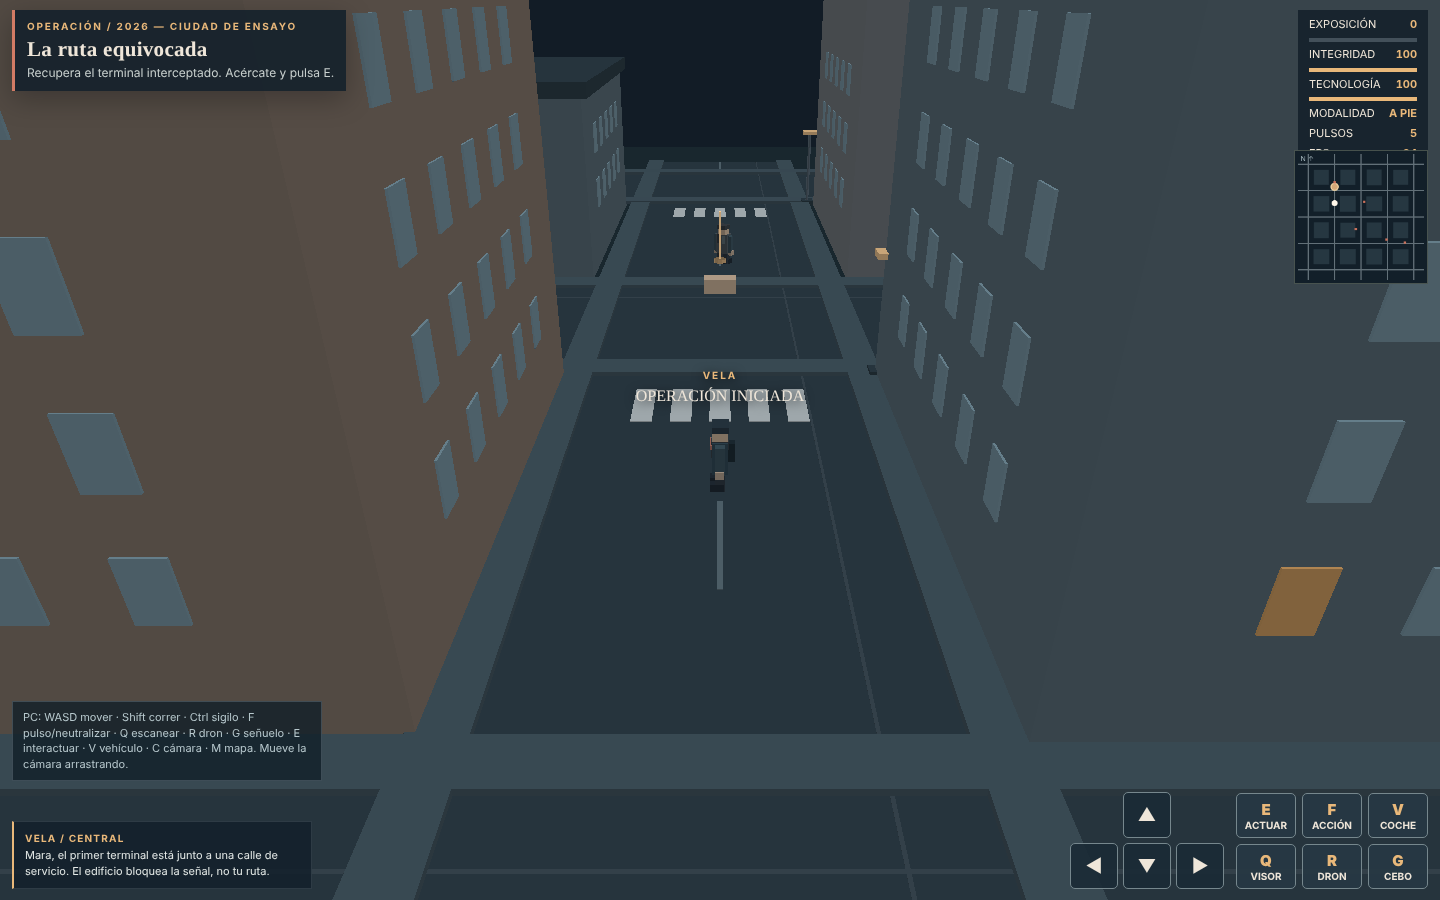 OPERACIÓN / 2026 — CIUDAD DE ENSAYO
La ruta equivocada
Recupera el terminal interceptado. Acércate y pulsa E.
EXPOSICIÓN 0
INTEGRIDAD 100
TECNOLOGÍA 100
MODALIDAD A PIE
PULSOS 5
N
VELA
OPERACIÓN INICIADA
PC: WASD mover · Shift correr · Ctrl sigilo · F
pulso/neutralizar · Q escanear · R dron · G señuelo · E
interactuar · V vehículo · C cámara · M mapa. Mueve la
cámara arrastrando.
VELA / CENTRAL
Mara, el primer terminal está junto a una calle de
servicio. El edificio bloquea la señal, no tu ruta.
E F V
ACTUAR ACCIÓN COCHE
Q R G
VISOR DRON CEBO